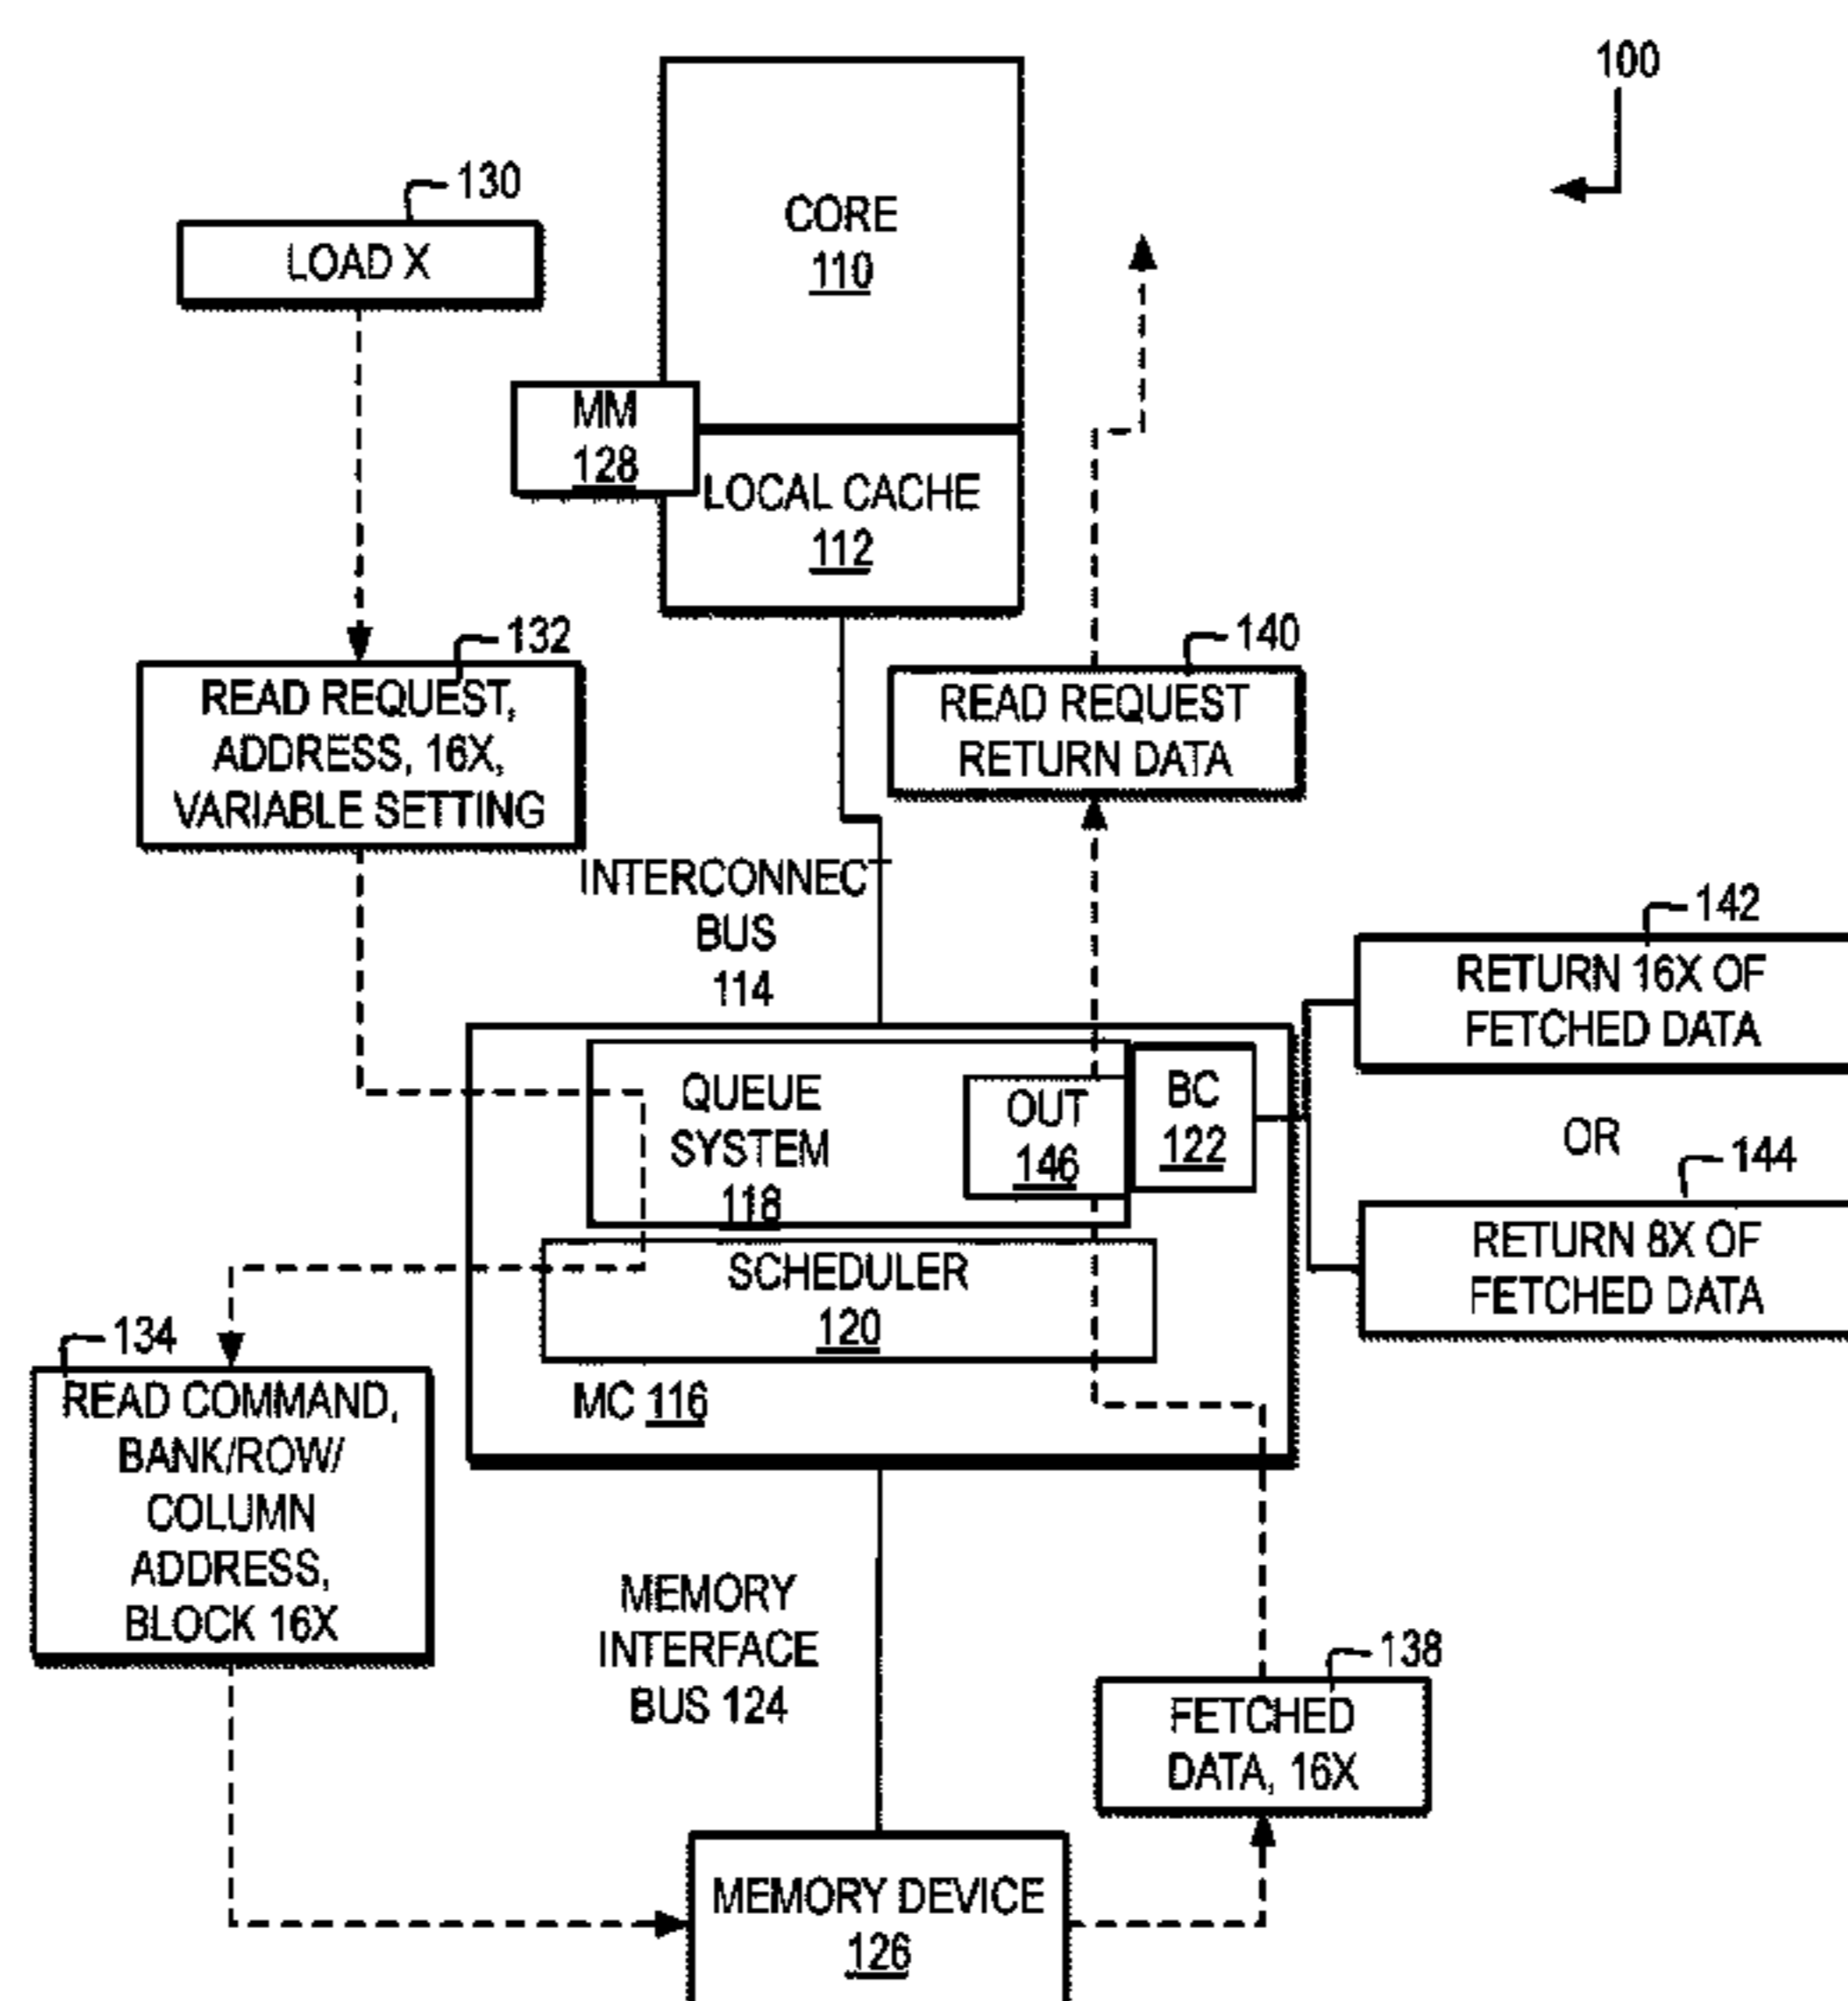 100
130
LOAD X
CORE
110
MM
128
LOCAL CACHE
112
132
READ REQUEST,
ADDRESS, 16X,
VARIABLE SETTING
140
READ REQUEST
RETURN DATA
INTERCONNECT
BUS
114
142
RETURN 16X OF
FETCHED DATA
OR
144
RETURN 8X OF
FETCHED DATA
QUEUE
SYSTEM
118
OUT
146
BC
122
SCHEDULER
120
MC 116
134
READ COMMAND,
BANK/ROW/
COLUMN
ADDRESS,
BLOCK 16X
MEMORY
INTERFACE
BUS 124
138
FETCHED
DATA, 16X
MEMORY DEVICE
126